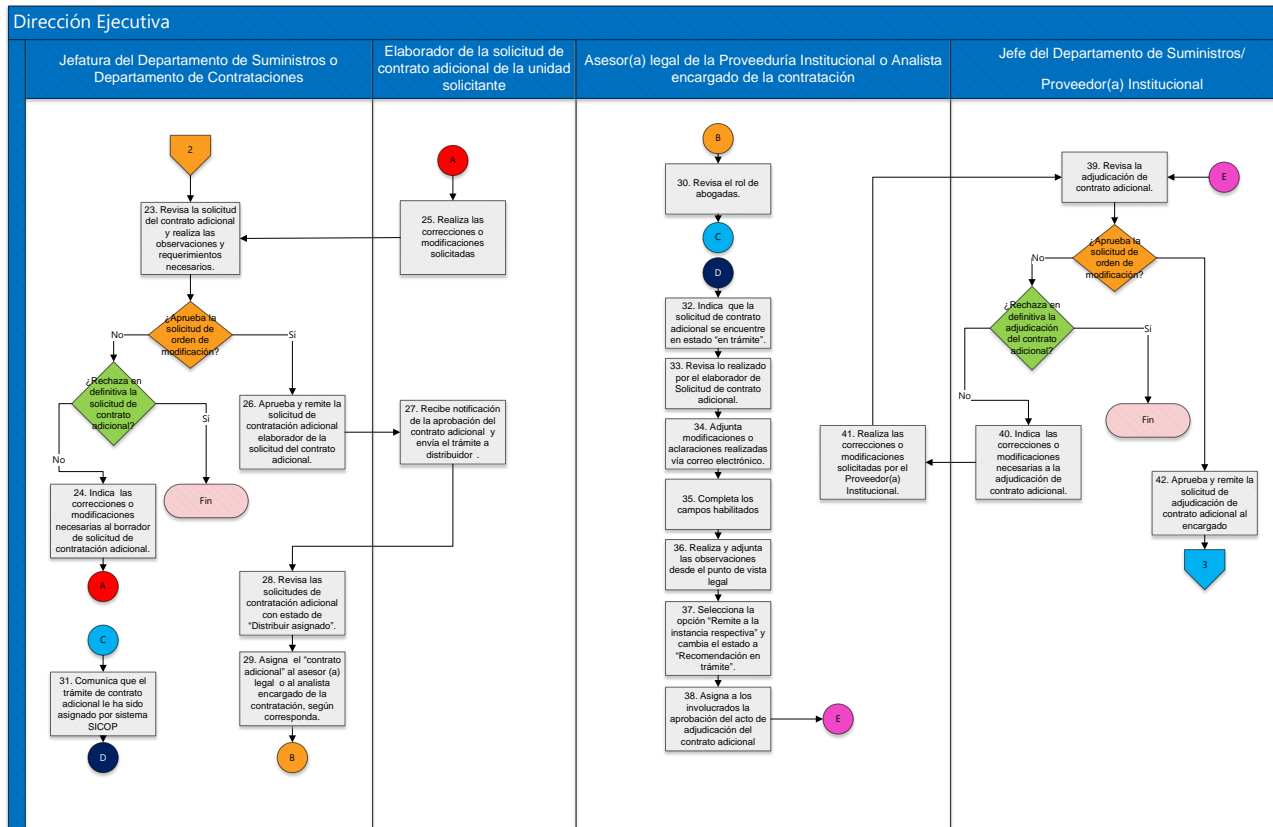 Dirección Ejecutiva
Jefatura del Departamento de Suministros o
Departamento de Contrataciones
Elaborador de la solicitud de
contrato adicional de la unidad
solicitante
Asesor(a) legal de la Proveeduría Institucional o Analista
encargado de la contratación
Jefe del Departamento de Suministros/
Proveedor(a) Institucional
2
23. Revisa la solicitud
del contrato adicional
y realiza las
observaciones y
requerimientos
necesarios.
¿Aprueba la
solicitud de
orden de
modificación?
No
Si
¿Rechaza en
definitiva la
solicitud de
contrato
adicional?
No
Si
24. Indica las
correcciones o
modificaciones
necesarias al borrador
de solicitud de
contratación adicional.
A
Fin
26. Aprueba y remite la
solicitud de
contratación adicional
elaborador de la
solicitud del contrato
adicional.
28. Revisa las
solicitudes de
contratación adicional
con estado de
“Distribuir asignado”.
29. Asigna el “contrato
adicional” al asesor (a)
legal o al analista
encargado de la
contratación, según
corresponda.
B
C
31. Comunica que el
trámite de contrato
adicional le ha sido
asignado por sistema
SICOP
D
A
25. Realiza las
correcciones o
modificaciones
solicitadas
27. Recibe notificación
de la aprobación del
contrato adicional y
envía el trámite a
distribuidor .
B
30. Revisa el rol de
abogadas.
C
D
32. Indica que la
solicitud de contrato
adicional se encuentre
en estado “en trámite”.
33. Revisa lo realizado
por el elaborador de
Solicitud de contrato
adicional.
34. Adjunta
modificaciones o
aclaraciones realizadas
vía correo electrónico.
35. Completa los
campos habilitados
36. Realiza y adjunta
las observaciones
desde el punto de vista
legal
37. Selecciona la
opción “Remite a la
instancia respectiva” y
cambia el estado a
“Recomendación en
trámite”.
38. Asigna a los
involucrados la
aprobación del acto de
adjudicación del
contrato adicional
E
41. Realiza las
correcciones o
modificaciones
solicitadas por el
Proveedor(a)
Institucional.
39. Revisa la
adjudicación de
contrato adicional.
E
¿Aprueba la
solicitud de
orden de
modificación?
No
¿Rechaza en
definitiva la
adjudicación
del contrato
adicional?
Si
No
Fin
40. Indica las
correcciones o
modificaciones
necesarias a la
adjudicación de
contrato adicional.
42. Aprueba y remite la
solicitud de
adjudicación de
contrato adicional al
encargado
3